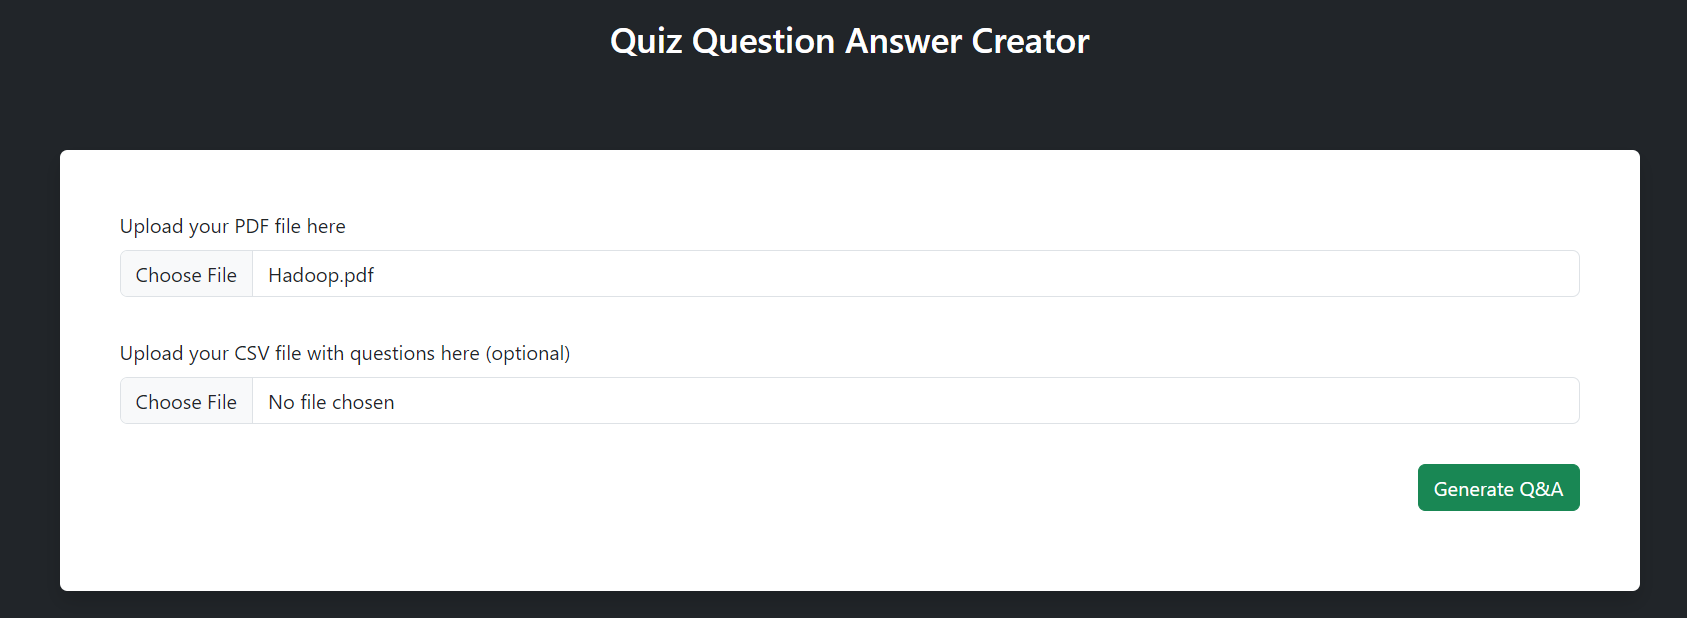 Quiz Question Answer Creator
Upload your PDF file here
Choose File Hadoop.pdf
Upload your CSV file with questions here (optional)
Choose File No file chosen
Generate Q&A